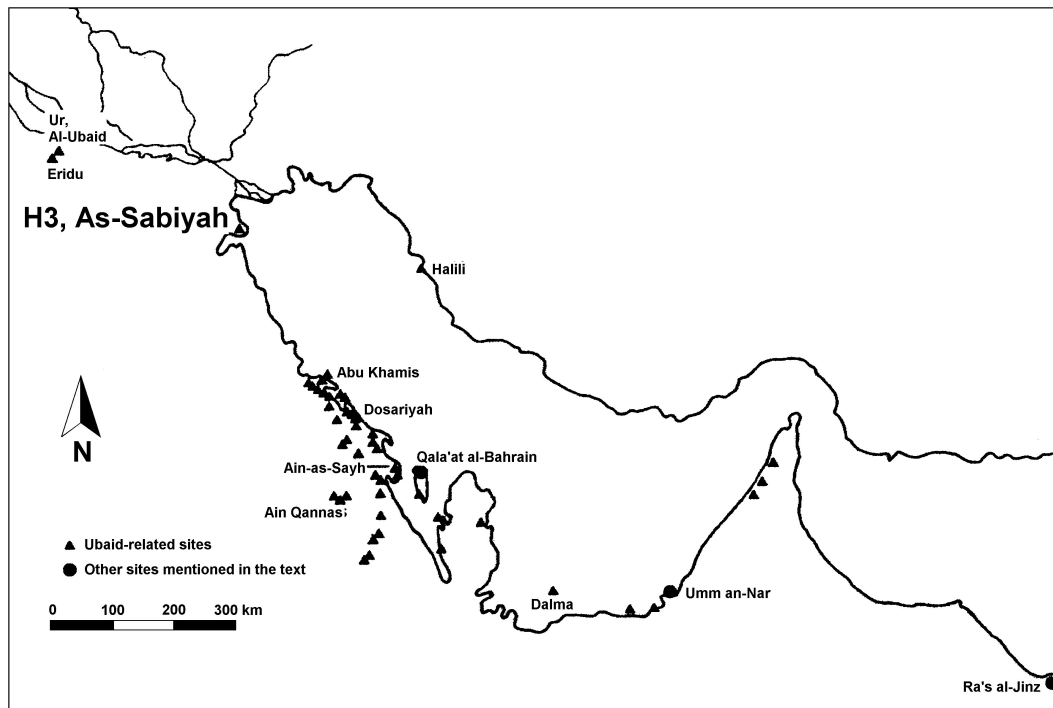 Ur,
Al-Ubaid
Eridu
H3, As-Sabiyah
Halili
Abu Khamis
Dosariyah
Qala'at al-Bahrain
Ain-as-Sayh
Ain Qannas
N
Ubaid-related sites
Other sites mentioned in the text
0 100 200 300 km
Dalma
Umm an-Nar
Ra's al-Jinz